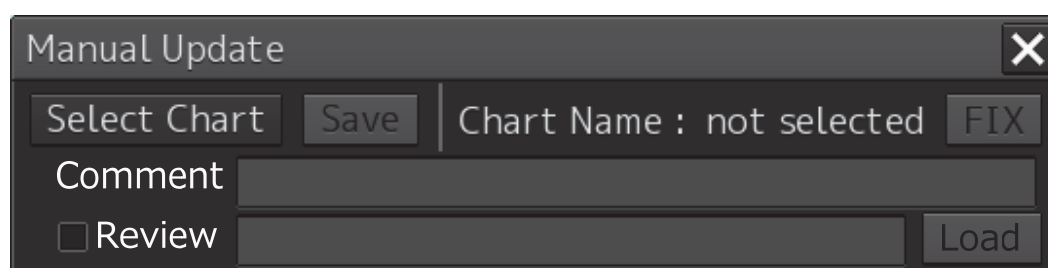 Manual Update
Select Chart Save Chart Name : not selected FIX
Comment
Review Load